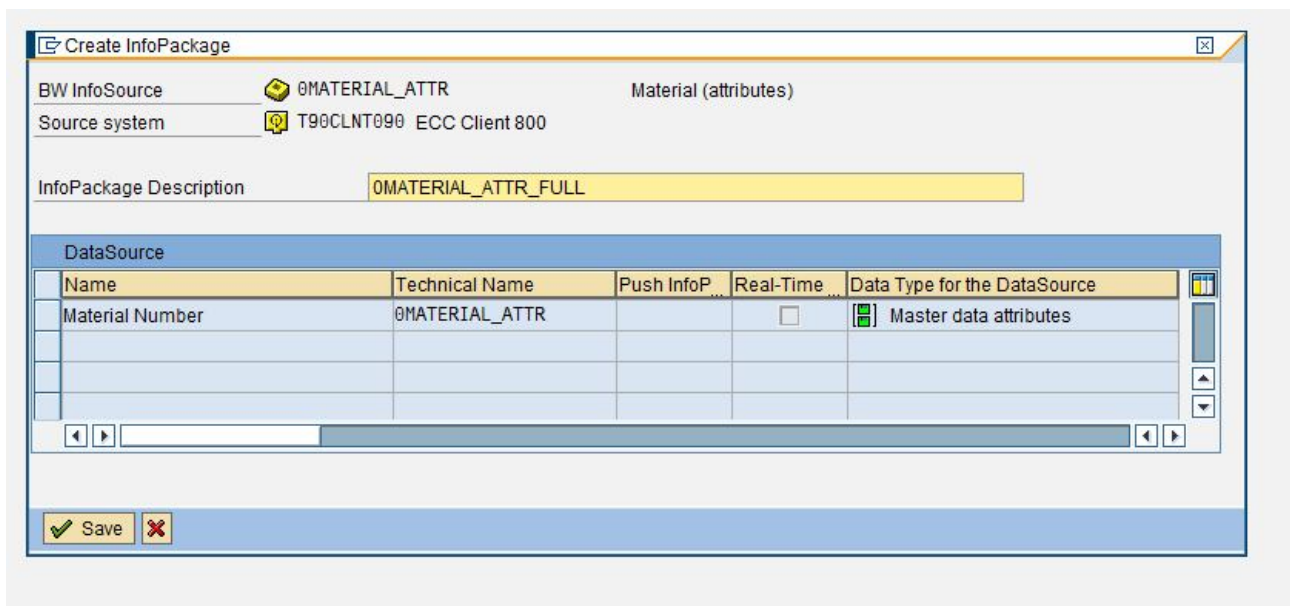 Create InfoPackage
BW InfoSource 0MATERIAL_ATTR Material (attributes)
Source system T90CLNT090 ECC Client 800
InfoPackage Description 0MATERIAL_ATTR_FULL
DataSource
Name Technical Name Push InfoP... Real-Time ... Data Type for the DataSource
Material Number 0MATERIAL_ATTR Master data attributes
Save